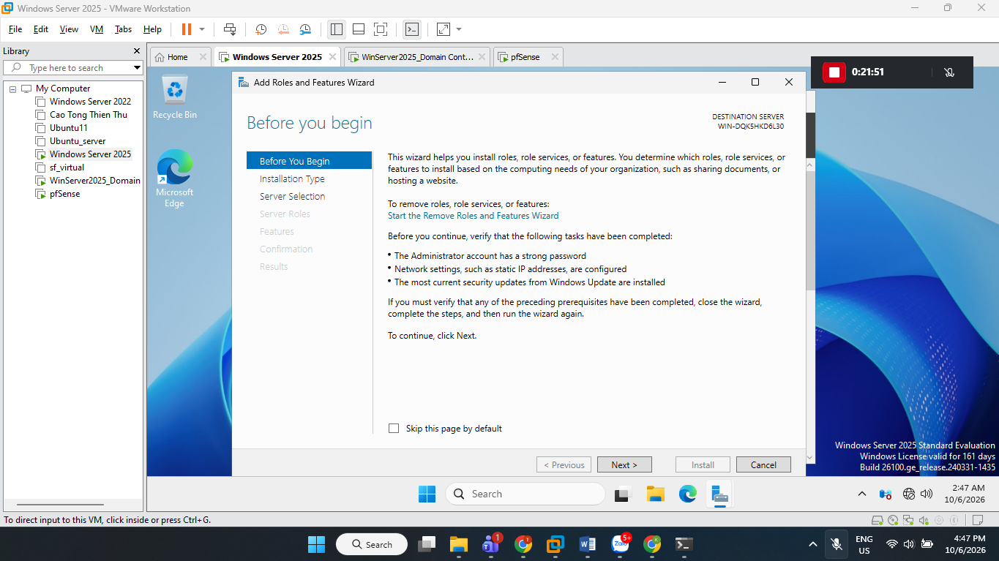 Windows Server 2025 - VMware Workstation
File Edit View VM Tabs Help
Library
Type here to search
My Computer
Windows Server 2022
Cao Tong Thien Thu
Ubuntu11
Ubuntu_server
Windows Server 2025
sf_virtual
WinServer2025_Domain
pfSense
Home
Windows Server 2025
WinServer2025_Domain Cont...
pfSense
0:21:51
Recycle Bin
Microsoft
Edge
Add Roles and Features Wizard
Before you begin
DESTINATION SERVER
WIN-DQK5HKD6L30
Before You Begin
Installation Type
Server Selection
Server Roles
Features
Confirmation
Results
This wizard helps you install roles, role services, or features. You determine which roles, role services, or
features to install based on the computing needs of your organization, such as sharing documents, or
hosting a website.
To remove roles, role services, or features:
Start the Remove Roles and Features Wizard
Before you continue, verify that the following tasks have been completed:
• The Administrator account has a strong password
• Network settings, such as static IP addresses, are configured
• The most current security updates from Windows Update are installed
If you must verify that any of the preceding prerequisites have been completed, close the wizard,
complete the steps, and then run the wizard again.
To continue, click Next.
Skip this page by default
< Previous
Next >
Install
Cancel
Windows Server 2025 Standard Evaluation
Windows License valid for 161 days
Build 26100.ge_release.240331-1435
Search
2:47 AM
10/6/2026
To direct input to this VM, click inside or press Ctrl+G.
Search
1
1
Zalo
5+
K
ENG
US
4:47 PM
10/6/2026